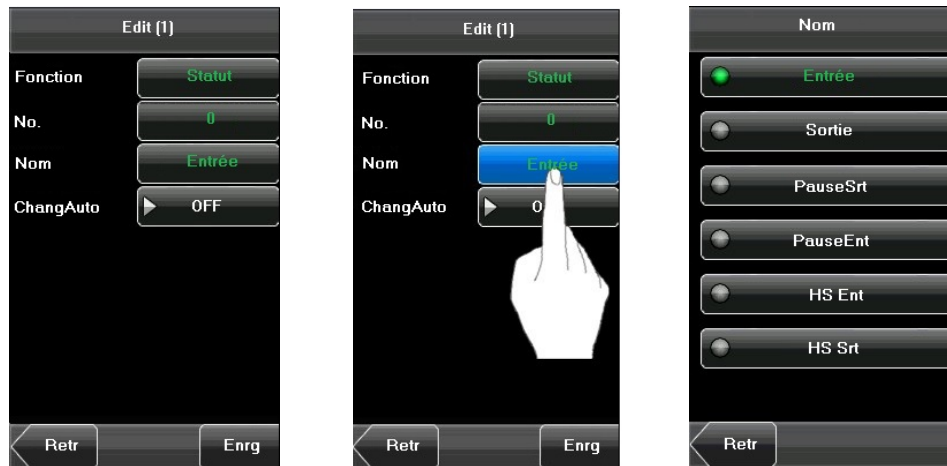 Edit (1)
Fonction Statut
No. 0
Nom Entrée
ChangAuto OFF
Retr Enrg
Edit (1)
Fonction Statut
No. 0
Nom Entrée
ChangAuto
Retr Enrg
Nom
Entrée
Sortie
PauseSrt
PauseEnt
HS Ent
HS Srt
Retr